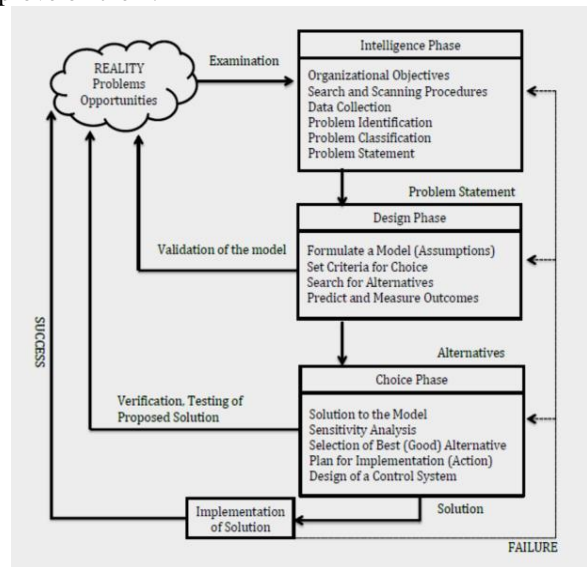 REALITY
Problems
Opportunities
Examination
Intelligence Phase
Organizational Objectives
Search and Scanning Procedures
Data Collection
Problem Identification
Problem Classification
Problem Statement
Problem Statement
Design Phase
Formulate a Model (Assumptions)
Set Criteria for Choice
Search for Alternatives
Predict and Measure Outcomes
Validation of the model
Alternatives
Choice Phase
Solution to the Model
Sensitivity Analysis
Selection of Best (Good) Alternative
Plan for Implementation (Action)
Design of a Control System
Verification, Testing of
Proposed Solution
SUCCESS
Solution
Implementation
of Solution
FAILURE